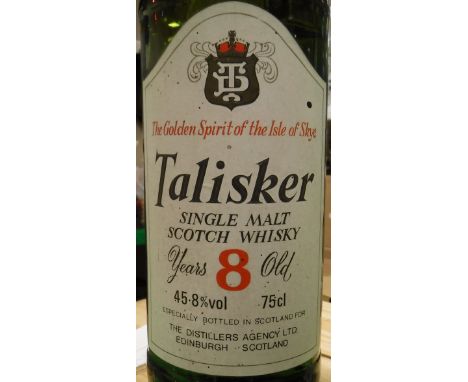 The Golden Spirit of the Isle of Skye
Talisker
SINGLE MALT
SCOTCH WHISKY
Years 8 Old
45·8%vol 75cl
ESPECIALLY BOTTLED IN SCOTLAND FOR
THE DISTILLERS AGENCY LTD.
EDINBURGH - SCOTLAND